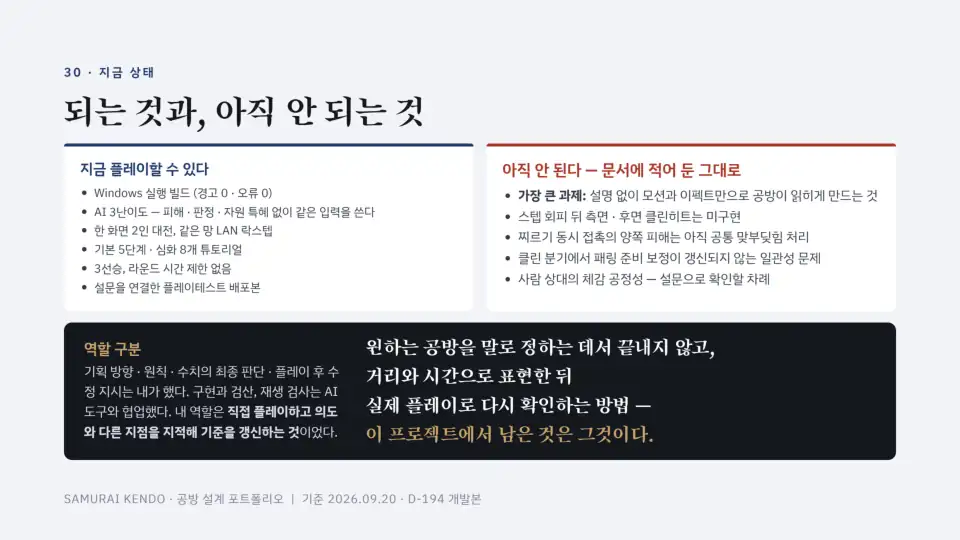 30 · 지금 상태
되는 것과, 아직 안 되는 것
지금 플레이할 수 있다
• Windows 실행 빌드 (경고 0 · 오류 0)
• AI 3난이도 — 피해 · 판정 · 자원 특혜 없이 같은 입력을 쓴다
• 한 화면 2인 대전, 같은 망 LAN 락스텝
• 기본 5단계 · 심화 8개 튜토리얼
• 3선승, 라운드 시간 제한 없음
• 설문을 연결한 플레이테스트 배포본
아직 안 된다 — 문서에 적어 둔 그대로
• 가장 큰 과제: 설명 없이 모션과 이펙트만으로 공방이 읽히게 만드는 것
• 스텝 회피 뒤 측면 · 후면 클린히트는 미구현
• 찌르기 동시 접촉의 양쪽 피해는 아직 공통 맞부딪힘 처리
• 클린 분기에서 패링 준비 보정이 갱신되지 않는 일관성 문제
• 사람 상대의 체감 공정성 — 설문으로 확인할 차례
역할 구분
기획 방향 · 원칙 · 수치의 최종 판단 · 플레이 후 수
정 지시는 내가 했다. 구현과 검산, 재생 검사는 AI
도구와 협업했다. 내 역할은 직접 플레이하고 의도
와 다른 지점을 지적해 기준을 갱신하는 것이었다.
원하는 공방을 말로 정하는 데서 끝내지 않고,
거리와 시간으로 표현한 뒤
실제 플레이로 다시 확인하는 방법 —
이 프로젝트에서 남은 것은 그것이다.
SAMURAI KENDO · 공방 설계 포트폴리오 | 기준 2026.09.20 · D-194 개발본